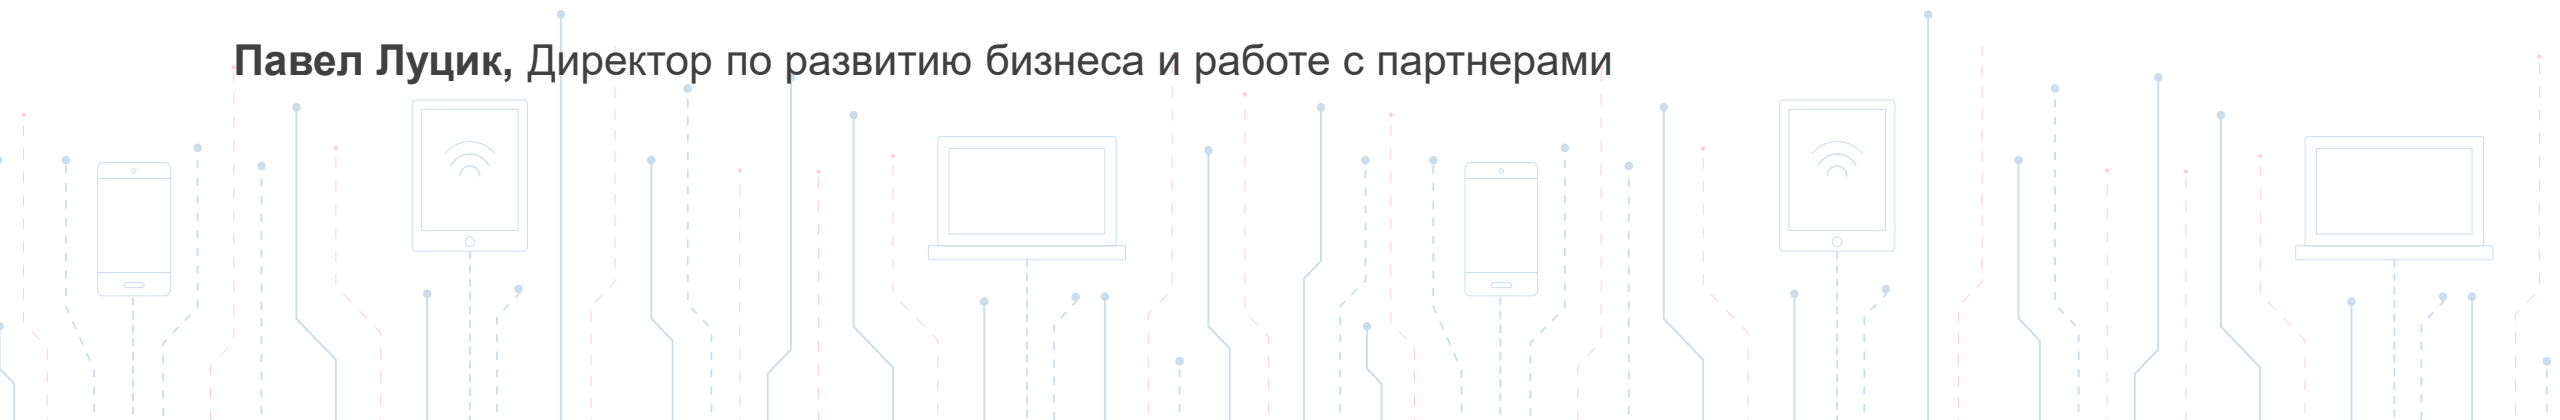 Павел Луцик, Директор по развитию бизнеса и работе с партнерами